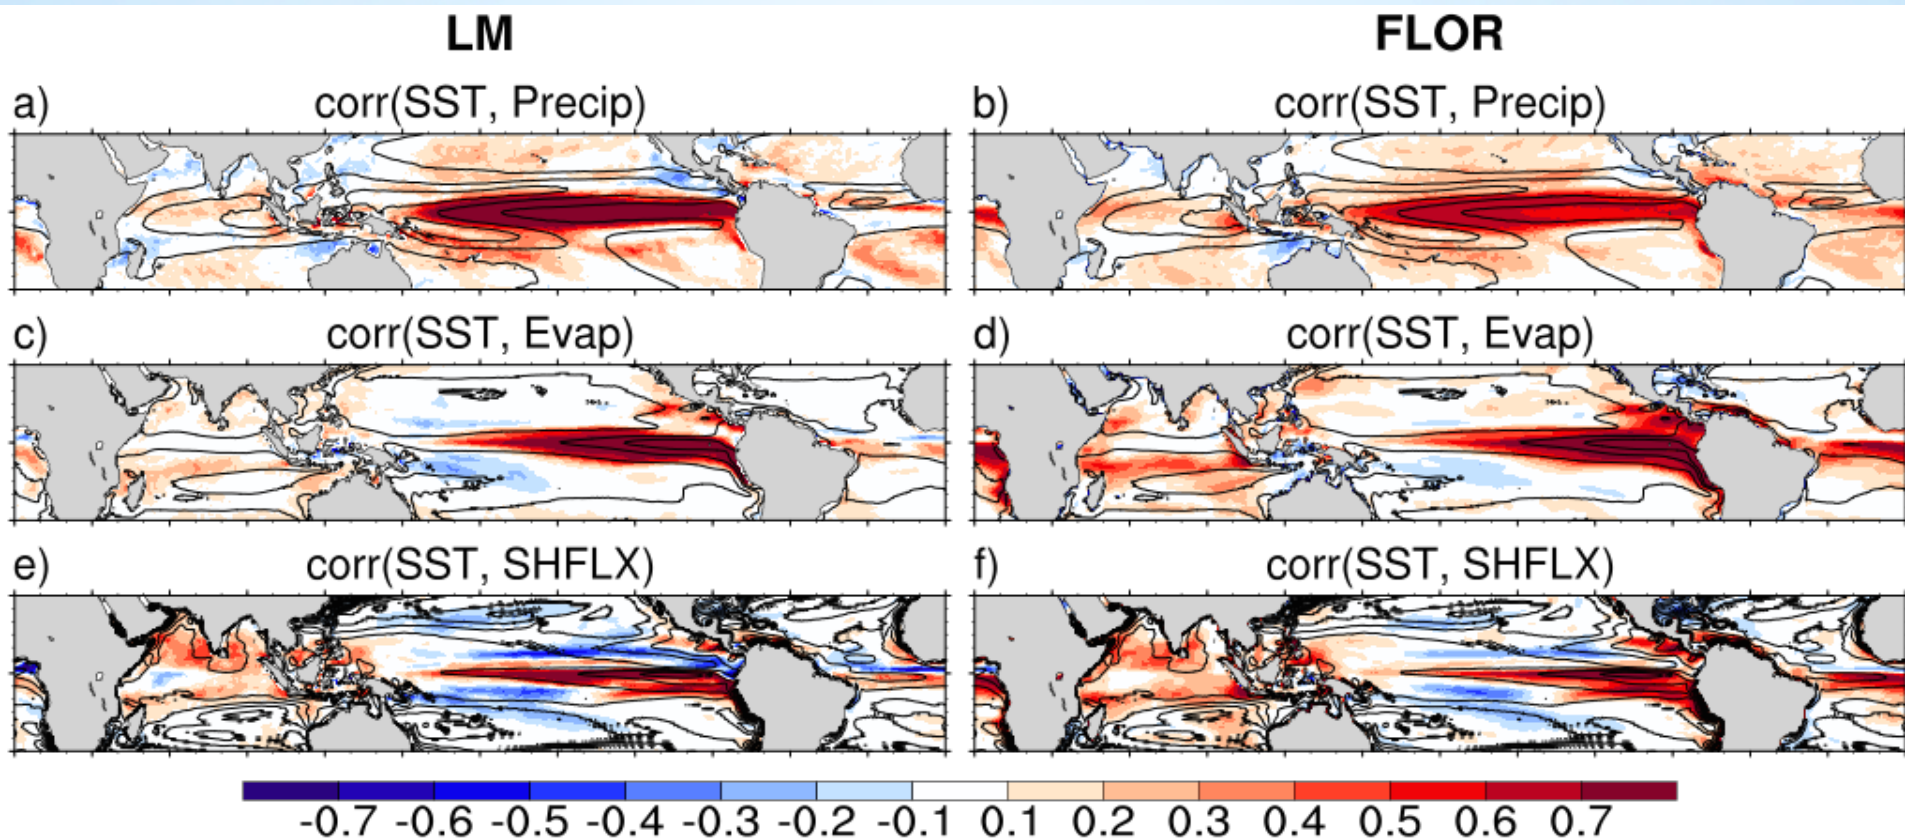 LM FLOR
a) corr(SST, Precip) b) corr(SST, Precip)
c) corr(SST, Evap) d) corr(SST, Evap)
e) corr(SST, SHFLX) f) corr(SST, SHFLX)
-0.7 -0.6 -0.5 -0.4 -0.3 -0.2 -0.1 0.1 0.2 0.3 0.4 0.5 0.6 0.7